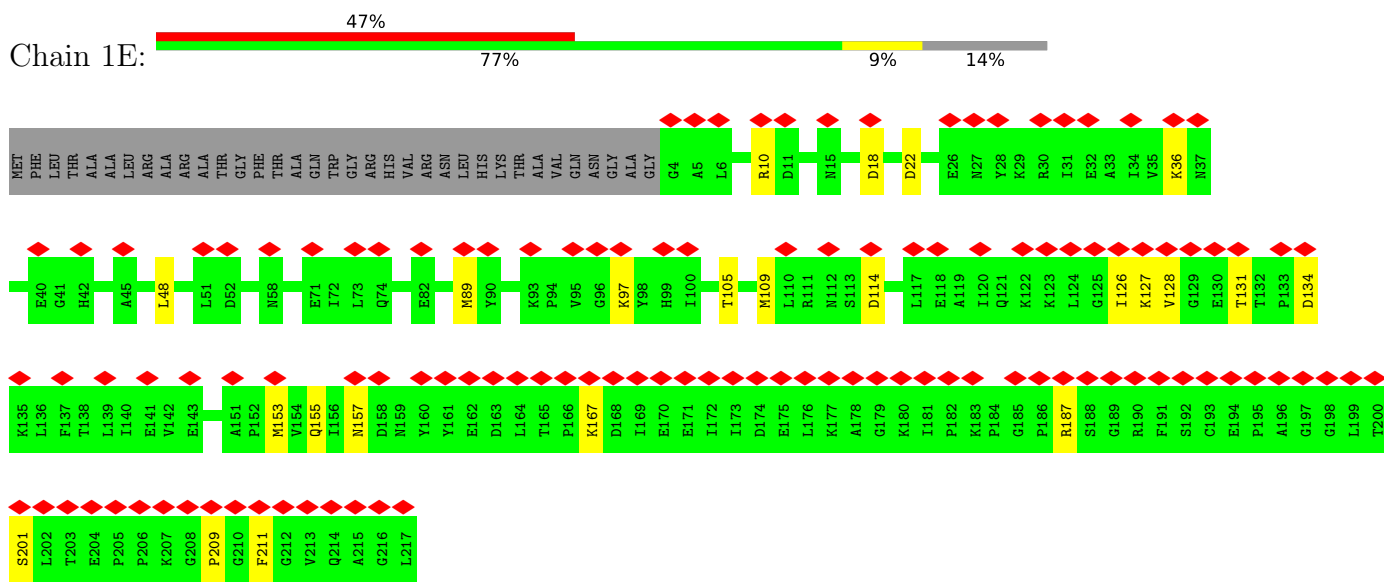 47%
Chain 1E:
77% 9% 14%
MET PHE LEU THR ALA ALA LEU ARG ALA ARG ALA THR GLY PHE THR ALA GLN TRP GLY ARG HIS VAL ARG ASN LEU HIS LYS THR ALA VAL GLN ASN GLY ALA GLY G4 A5 L6 R10 D11 N15 D18 D22 E26 N27 Y28 K29 R30 I31 E32 A33 I34 V35 K36 N37
E40 G41 H42 A45 L48 L51 D52 N58 E71 I72 L73 Q74 E82 M89 Y90 K93 P94 V95 G96 K97 Y98 H99 I100 T105 M109 L110 R111 N112 S113 D114 L117 E118 A119 I120 Q121 K122 K123 L124 G125 I126 K127 V128 G129 E130 T131 T132 P133 D134
K135 L136 F137 T138 L139 I140 E141 V142 E143 A151 P152 M153 V154 Q155 I156 N157 D158 N159 Y160 Y161 E162 D163 L164 T165 P166 K167 D168 I169 E170 E171 I172 I173 D174 E175 L176 K177 A178 G179 K180 I181 P182 K183 P184 G185 P186 R187 S188 G189 R190 F191 S192 C193 E194 P195 A196 G197 G198 L199 T200
S201 L202 T203 E204 P205 P206 K207 G208 P209 G210 F211 G212 V213 Q214 A215 G216 L217